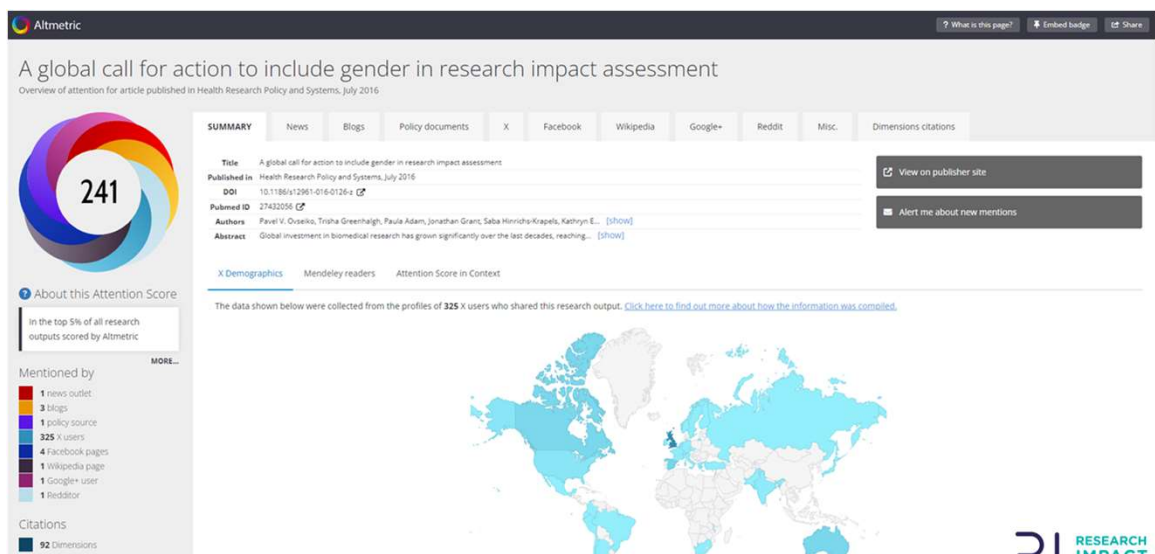 Altmetric
? What is this page?
Embed badge
Share
A global call for action to include gender in research impact assessment
Overview of attention for article published in Health Research Policy and Systems, July 2016
241
About this Attention Score
In the top 5% of all research
outputs scored by Altmetric
MORE...
Mentioned by
1 news outlet
3 blogs
1 policy source
325 X users
4 Facebook pages
1 Wikipedia page
1 Google+ user
1 Redditor
Citations
92 Dimensions
SUMMARY News Blogs Policy documents X Facebook Wikipedia Google+ Reddit Misc. Dimensions citations
Title A global call for action to include gender in research impact assessment
Published in Health Research Policy and Systems, July 2016
DOI 10.1186/s12961-016-0126-z
Pubmed ID 27432056
Authors Pavel V. Ovseiko, Trisha Greenhalgh, Paula Adam, Jonathan Grant, Saba Hinrichs-Krapels, Kathryn E... [show]
Abstract Global investment in biomedical research has grown significantly over the last decades, reaching... [show]
View on publisher site
Alert me about new mentions
X Demographics Mendeley readers Attention Score in Context
The data shown below were collected from the profiles of 325 X users who shared this research output. Click here to find out more about how the information was compiled.
RESEARCH
IMPACT